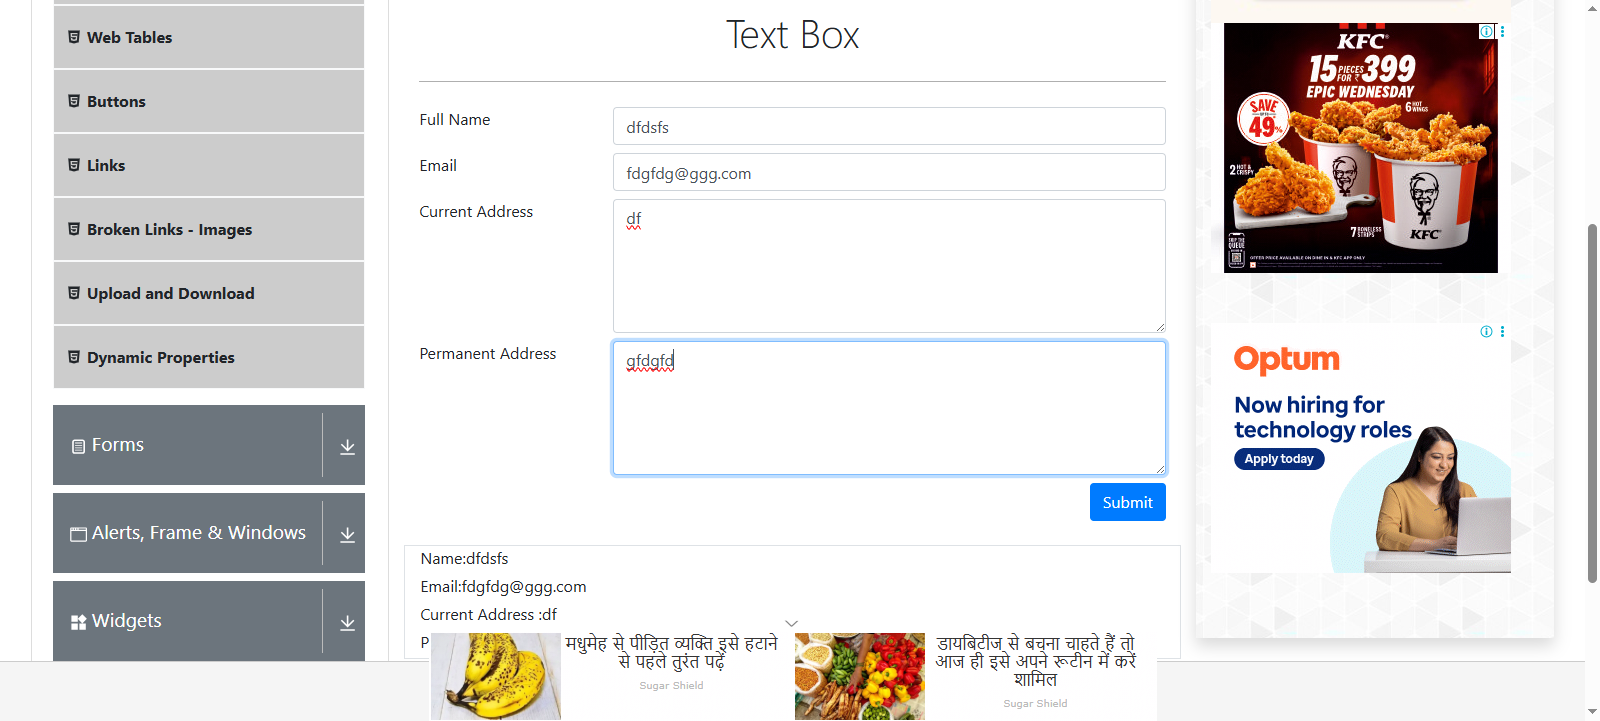 Web Tables
Buttons
Links
Broken Links - Images
Upload and Download
Dynamic Properties
Forms
Alerts, Frame & Windows
Widgets
Text Box
Full Name
dfdsfs
Email
fdgfdg@ggg.com
Current Address
df
Permanent Address
gfdgfd
Submit
Name:dfdsfs
Email:fdgfdg@ggg.com
Current Address :df
P
मधुमेह से पीड़ित व्यक्ति इसे हटाने
से पहले तुरंत पढ़ें
Sugar Shield
डायबिटीज से बचना चाहते हैं तो
आज ही इसे अपने रूटीन में करें
शामिल
Sugar Shield
KFC
15 PIECES FOR ₹399
EPIC WEDNESDAY
SAVE
49%
6 HOT WINGS
2 HOT & CRISPY
7 BONELESS STRIPS
KFC
SKIP THE QUEUE
OFFER PRICE AVAILABLE ON DINE IN & KFC APP ONLY
Optum
Now hiring for
technology roles
Apply today